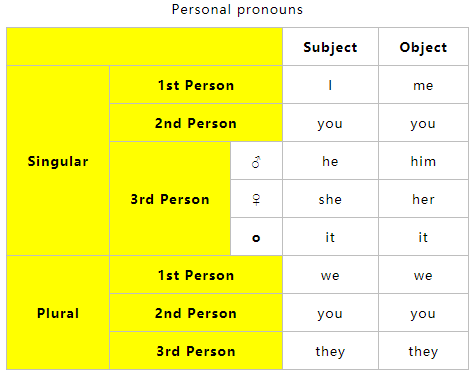 Personal pronouns
Subject Object
1st Person I me
2nd Person you you
Singular 3rd Person ♂ he him
♀ she her
o it it
1st Person we we
Plural 2nd Person you you
3rd Person they they